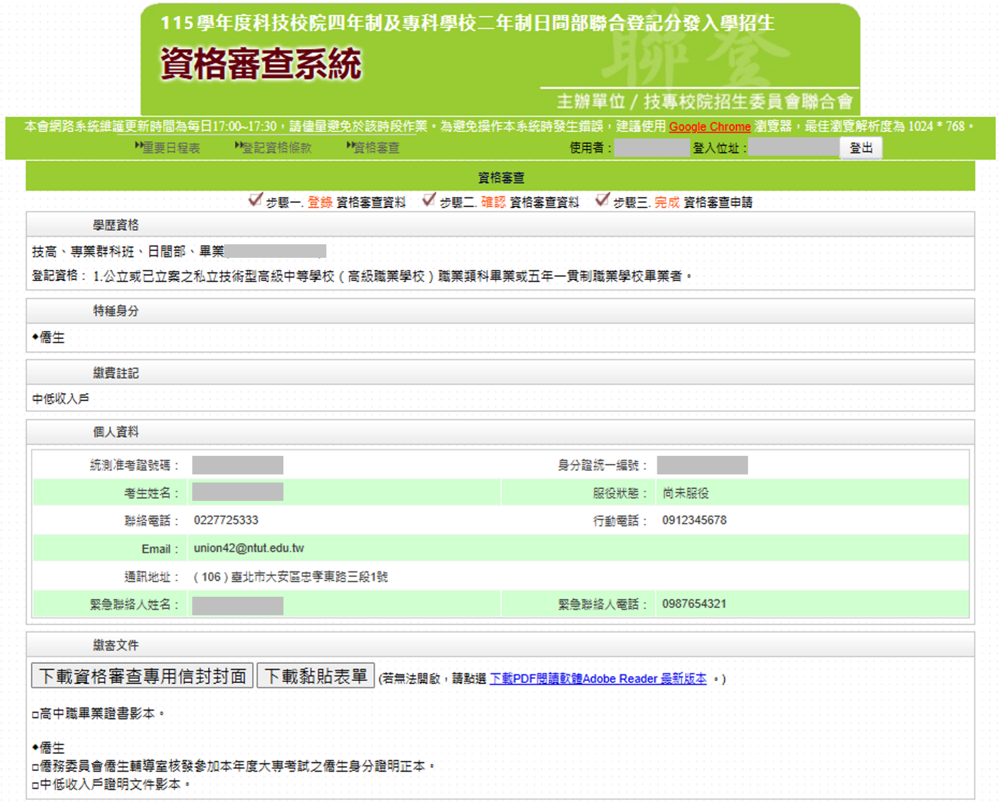 115學年度科技校院四年制及專科學校二年制日間部聯合登記分發入學招生
聯登
資格審查系統
主辦單位 / 技專校院招生委員會聯合會
本會網路系統維護更新時間為每日17:00~17:30，請儘量避免於該時段作業。為避免操作本系統時發生錯誤，建議使用 Google Chrome 瀏覽器，最佳瀏覽解析度為 1024 * 768。
重要日程表 登記資格條款 資格審查 使用者： 登入位址： 登出
資格審查
步驟一. 登錄 資格審查資料 步驟二. 確認 資格審查資料 步驟三. 完成 資格審查申請
學歷資格
技高、專業群科班、日間部、畢業
登記資格： 1.公立或已立案之私立技術型高級中等學校（高級職業學校）職業類科畢業或五年一貫制職業學校畢業者。
特種身分
◆僑生
繳費註記
中低收入戶
個人資料
統測准考證號碼： 身分證統一編號：
考生姓名： 服役狀態： 尚未服役
聯絡電話： 0227725333 行動電話： 0912345678
Email： union42@ntut.edu.tw
通訊地址： （106）臺北市大安區忠孝東路三段1號
緊急聯絡人姓名： 緊急聯絡人電話： 0987654321
繳寄文件
下載資格審查專用信封封面 下載黏貼表單 (若無法開啟，請點選 下載PDF閱讀軟體Adobe Reader 最新版本 。)
□高中職畢業證書影本。
◆僑生
□僑務委員會僑生輔導室核發參加本年度大專考試之僑生身分證明正本。
□中低收入戶證明文件影本。